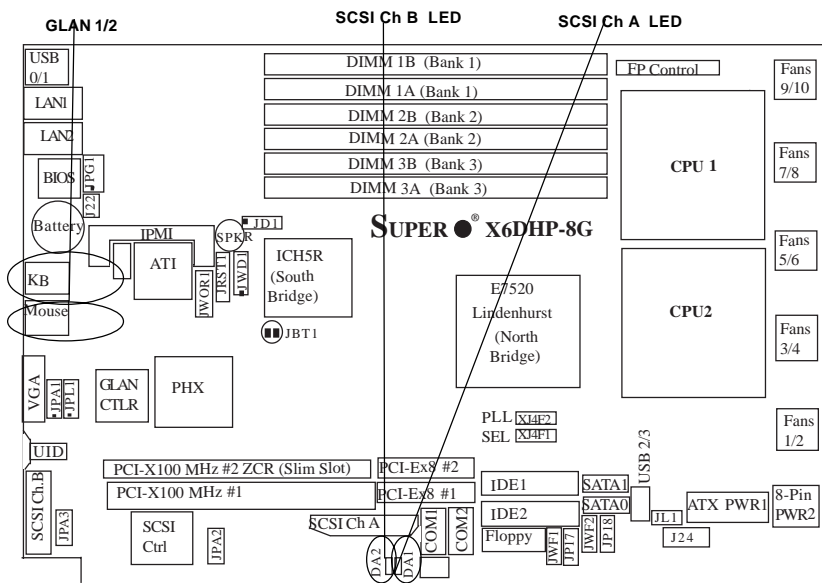 GLAN 1/2
SCSI Ch B LED
SCSI Ch A LED
USB
0/1
LAN1
LAN2
BIOS
JPG1
J22
Battery
IPMI
ATI
SPKR
JD1
JWOR1
JRST1
JWD1
ICH5R
(South
Bridge)
JBT1
KB
Mouse
DIMM 1B (Bank 1)
DIMM 1A (Bank 1)
DIMM 2B (Bank 2)
DIMM 2A (Bank 2)
DIMM 3B (Bank 3)
DIMM 3A (Bank 3)
SUPER ® X6DHP-8G
FP Control
CPU 1
CPU2
Fans
9/10
Fans
7/8
Fans
5/6
Fans
3/4
Fans
1/2
E7520
Lindenhurst
(North
Bridge)
VGA
JPA1
JPL1
GLAN
CTLR
PHX
PLL XJ4F2
SEL XJ4F1
UID
SCSI Ch.B
JPA3
PCI-X100 MHz #2 ZCR (Slim Slot)
PCI-X100 MHz #1
PCI-Ex8 #2
PCI-Ex8 #1
SCSI
Ctrl
JPA2
SCSI Ch A
DA2
DA1
COM1
COM2
IDE1
IDE2
Floppy
JWF1
JP17
JWF2
JP18
SATA1
SATA0
USB 2/3
JL1
J24
ATX PWR1
8-Pin
PWR2